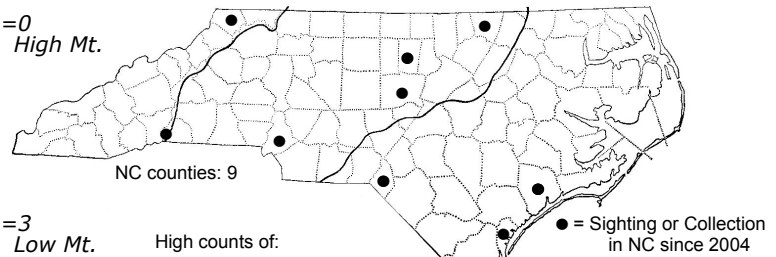 =0
High Mt.
NC counties: 9
=3
Low Mt.
High counts of:
● = Sighting or Collection
in NC since 2004